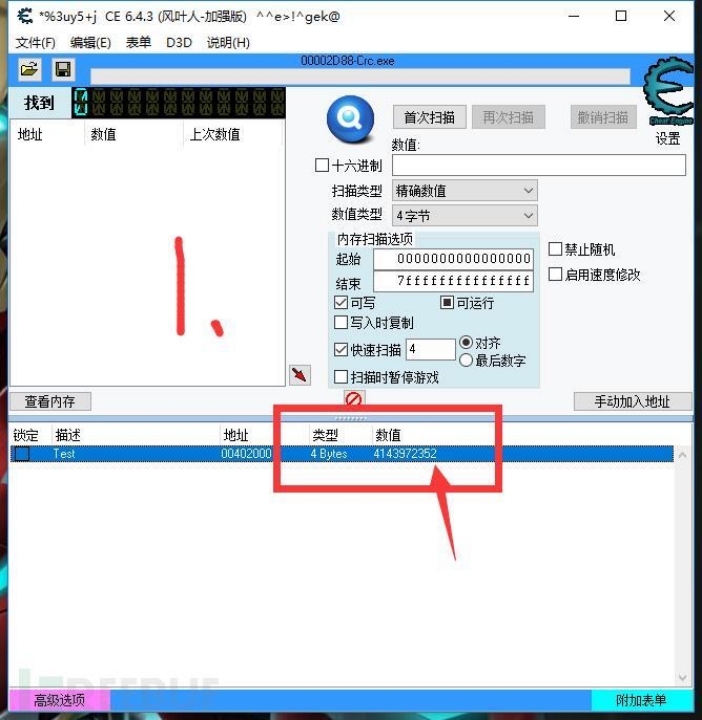 *%3uy5+j CE 6.4.3 (风叶人-加强版) ^^e>!^gek@
文件(F) 编辑(E) 表单 D3D 说明(H)
00002D88-Crc.exe
找到
地址 数值 上次数值
首次扫描 再次扫描 撤销扫描
Cheat Engine
设置
数值:
十六进制
扫描类型 精确数值
数值类型 4 字节
内存扫描选项
起始 0000000000000000
结束 7fffffffffffffff
可写 可运行
写入时复制
快速扫描 4 对齐
最后数字
扫描时暂停游戏
禁止随机
启用速度修改
1、
查看内存 手动加入地址
锁定 描述 地址 类型 数值
Test 00402000 4 Bytes 4143972352
高级选项 附加表单